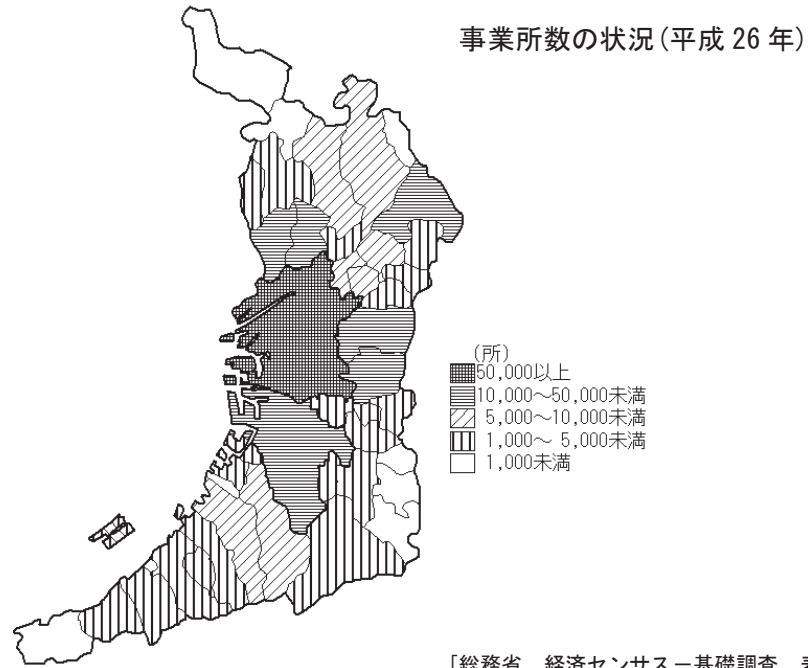 事業所数の状況(平成 26 年)
(所)
50,000以上
10,000～50,000未満
5,000～10,000未満
1,000～ 5,000未満
1,000未満
「総務省 経済センサス－基礎調査